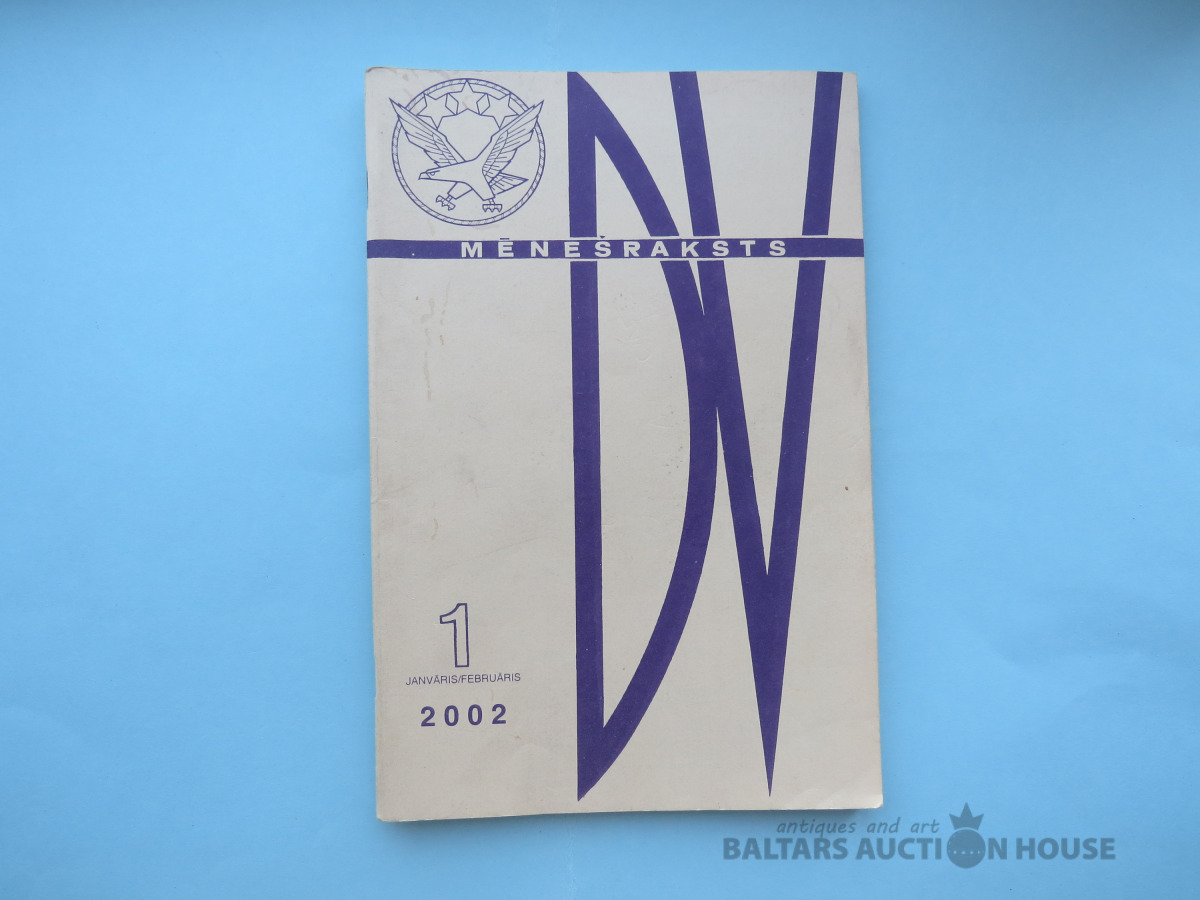 DV
MĒNEŠRAKSTS
1
JANVĀRIS/FEBRUĀRIS
2002
antiques and art
BALTARS AUCTION HOUSE